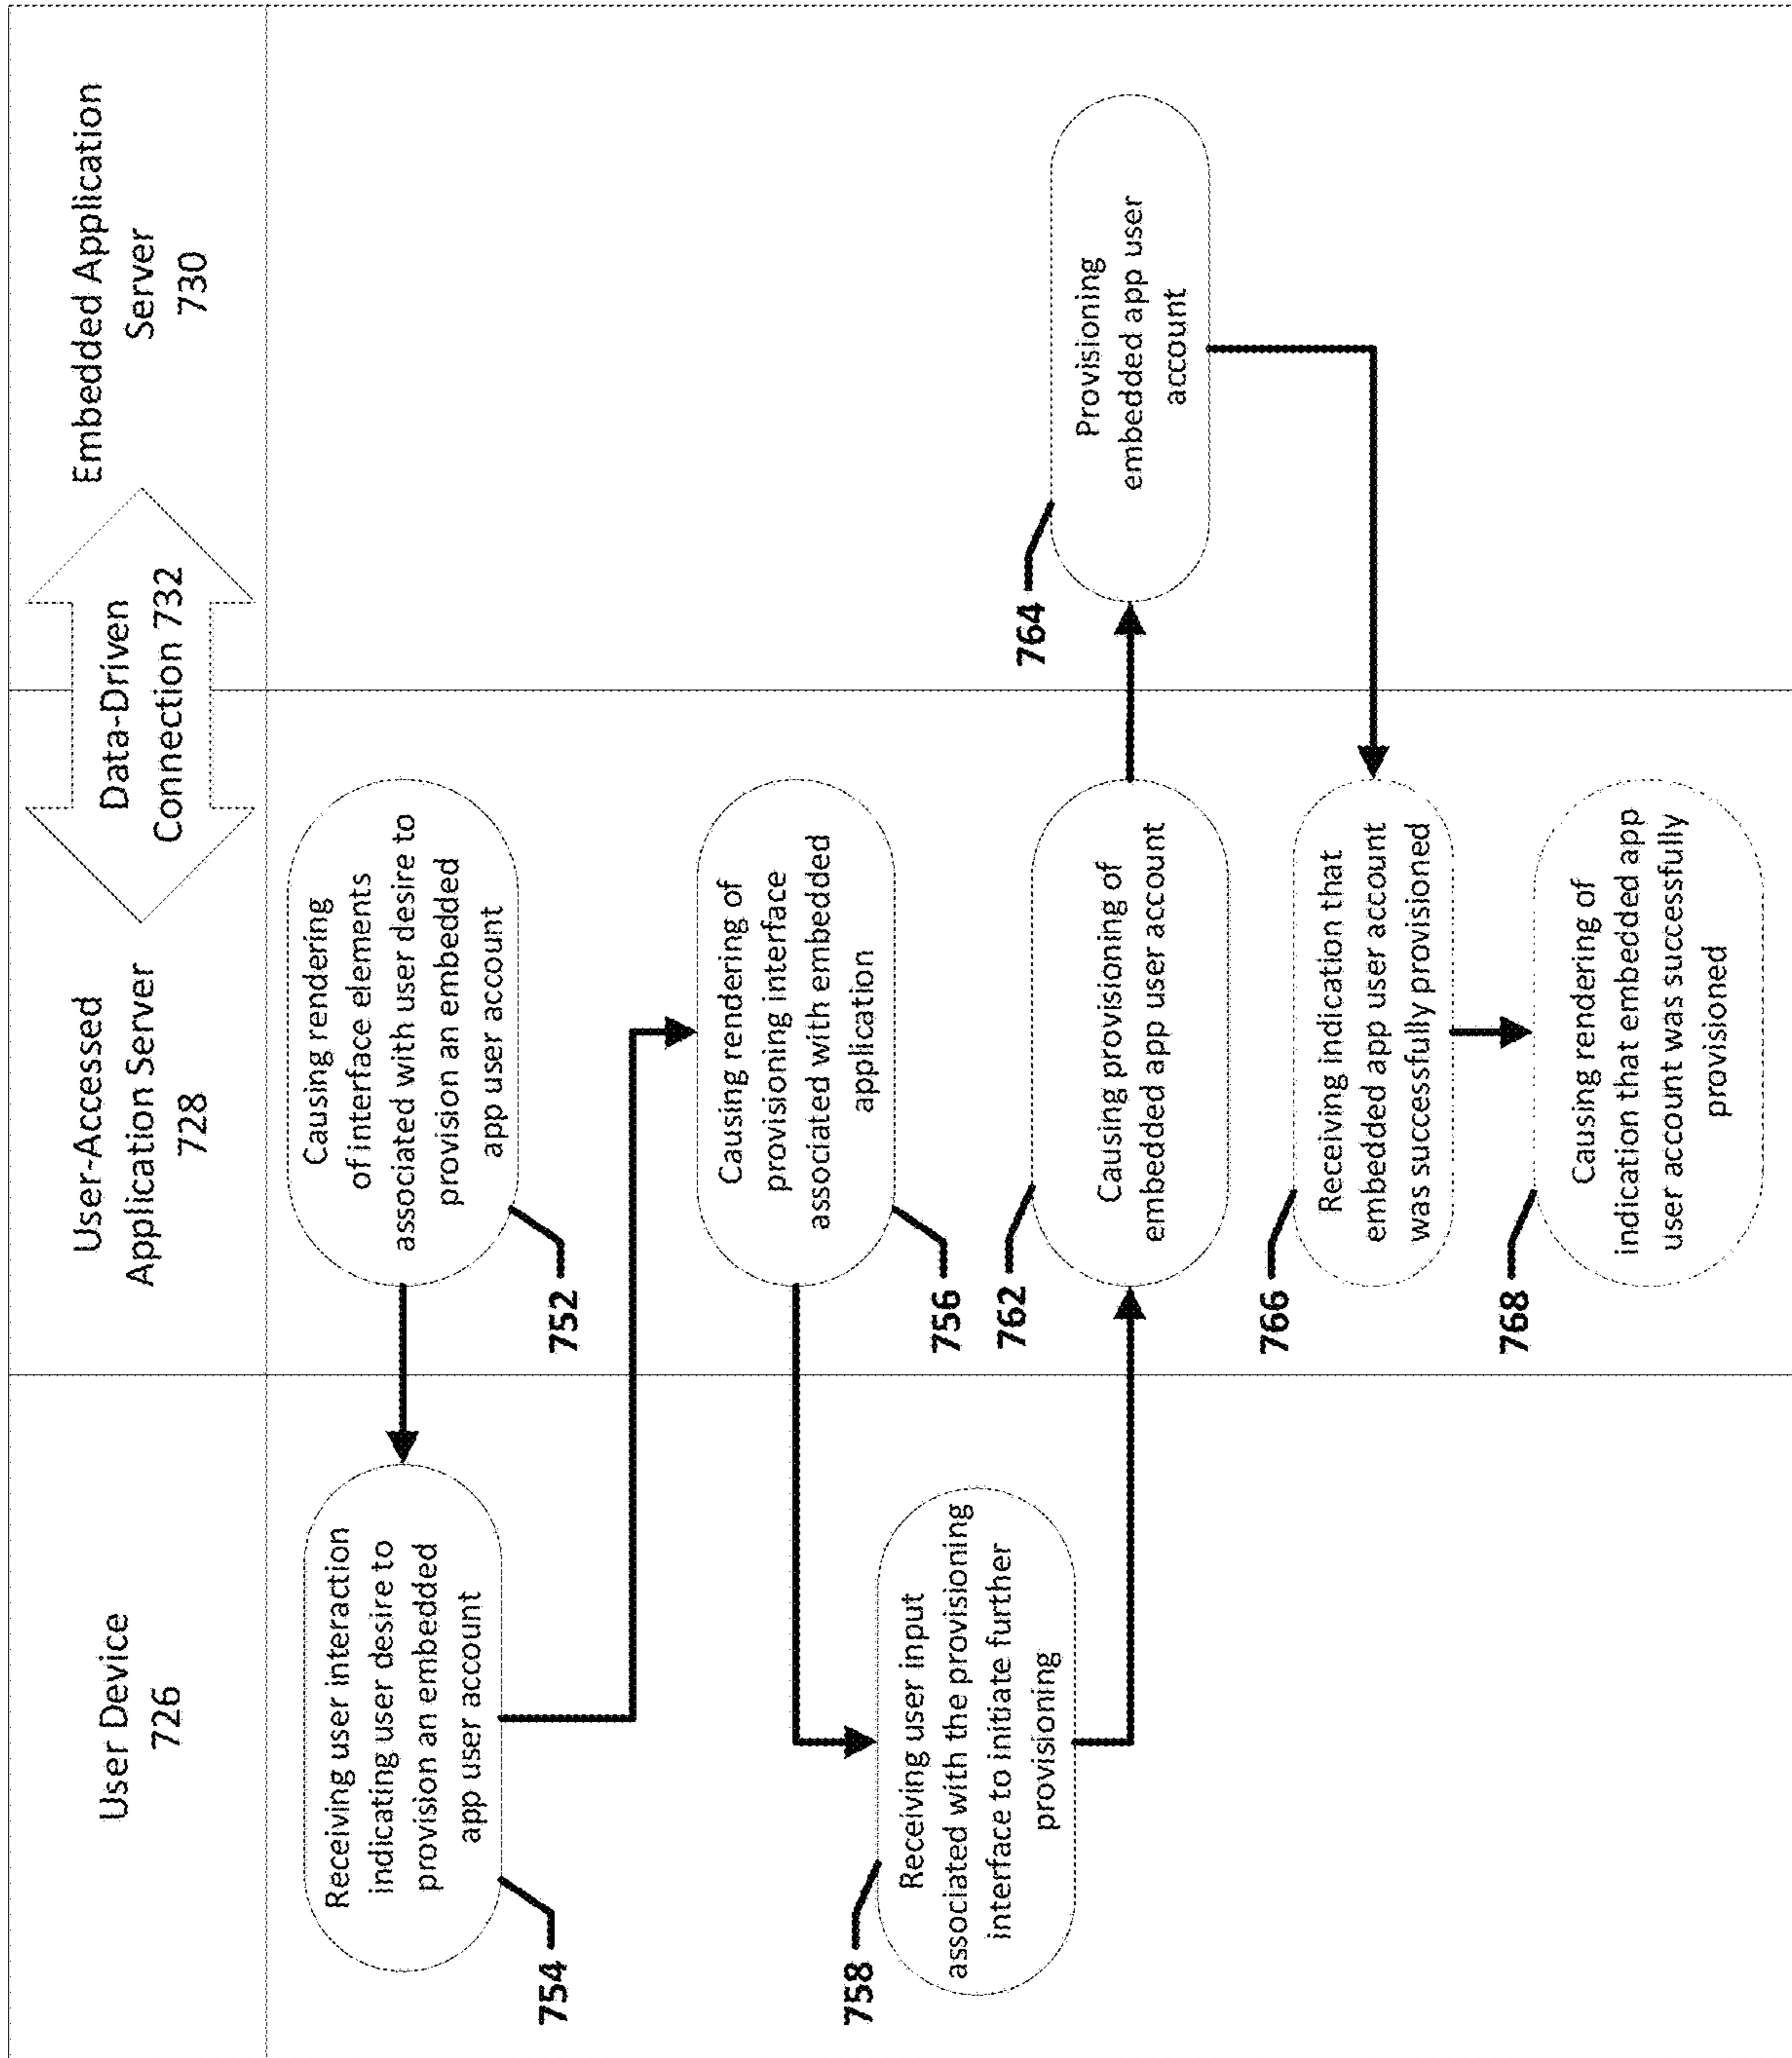 User Device
726
User-Accessed
Application Server
728
Data-Driven
Connection 732
Embedded Application
Server
730
Causing rendering
of interface elements
associated with user desire to
provision an embedded
app user account
752
Receiving user interaction
indicating user desire to
provision an embedded
app user account
754
Causing rendering of
provisioning interface
associated with embedded
application
756
Receiving user input
associated with the provisioning
interface to initiate further
provisioning
758
Causing provisioning of
embedded app user account
762
Provisioning
embedded app user
account
764
Receiving indication that
embedded app user account
was successfully provisioned
766
Causing rendering of
indication that embedded app
user account was successfully
provisioned
768